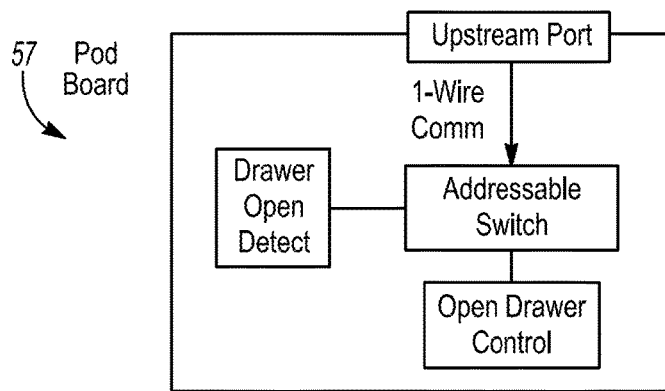 57
Pod
Board
Upstream Port
1-Wire
Comm
Drawer
Open
Detect
Addressable
Switch
Open Drawer
Control